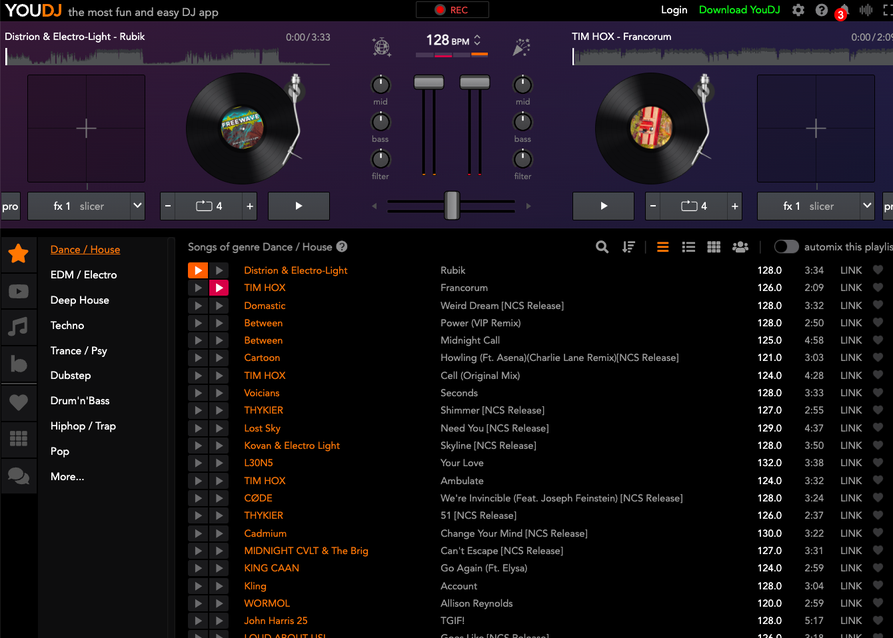 YOUDJ the most fun and easy DJ app
REC
Login Download YouDJ
3
Distrion & Electro-Light - Rubik 0:00/3:33
128 BPM
TIM HOX - Francorum 0:00/2:09
FREEWAVE
mid mid
bass bass
filter filter
pro fx 1 slicer - 4 +
- 4 + fx 1 slicer
Dance / House
EDM / Electro
Deep House
Techno
Trance / Psy
Dubstep
Drum'n'Bass
Hiphop / Trap
Pop
More...
Songs of genre Dance / House ? automix this playlis
Distrion & Electro-Light Rubik 128.0 3:34 LINK
TIM HOX Francorum 126.0 2:09 LINK
Domastic Weird Dream [NCS Release] 128.0 3:32 LINK
Between Power (VIP Remix) 128.0 2:50 LINK
Between Midnight Call 125.0 4:58 LINK
Cartoon Howling (Ft. Asena)(Charlie Lane Remix)[NCS Release] 121.0 3:03 LINK
TIM HOX Cell (Original Mix) 124.0 4:28 LINK
Voicians Seconds 128.0 3:33 LINK
THYKIER Shimmer [NCS Release] 127.0 2:55 LINK
Lost Sky Need You [NCS Release] 129.0 4:37 LINK
Kovan & Electro Light Skyline [NCS Release] 128.0 3:50 LINK
L30N5 Your Love 132.0 3:38 LINK
TIM HOX Ambulate 124.0 3:32 LINK
CØDE We're Invincible (Feat. Joseph Feinstein) [NCS Release] 128.0 3:24 LINK
THYKIER 51 [NCS Release] 126.0 2:37 LINK
Cadmium Change Your Mind [NCS Release] 130.0 3:22 LINK
MIDNIGHT CVLT & The Brig Can't Escape [NCS Release] 127.0 3:31 LINK
KING CAAN Go Again (Ft. Elysa) 124.0 2:59 LINK
Kling Account 128.0 3:04 LINK
WORMOL Allison Reynolds 120.0 2:59 LINK
John Harris 25 TGIF! 128.0 5:17 LINK
LOUD ABOUT US! Goes Like [NCS Release] 126.0 3:18 LINK